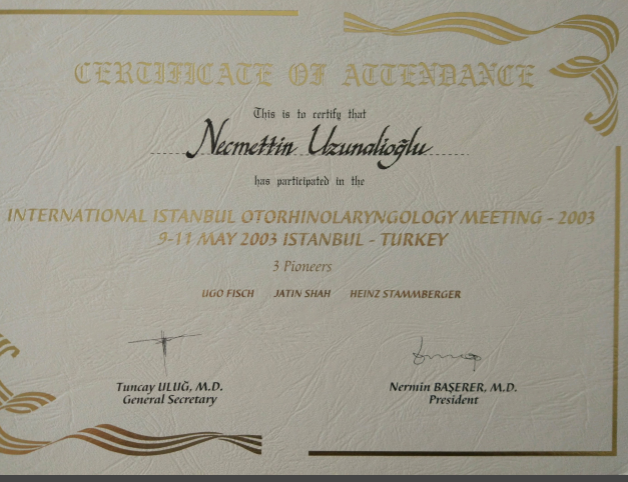 CERTIFICATE OF ATTENDANCE
This is to certify that
Necmettin Uzunalioğlu
has participated in the
INTERNATIONAL ISTANBUL OTORHINOLARYNGOLOGY MEETING - 2003
9-11 MAY 2003 ISTANBUL - TURKEY
3 Pioneers
UGO FISCH JATIN SHAH HEINZ STAMMBERGER
Tuncay ULUĞ, M.D. Nermin BAŞERER, M.D.
General Secretary President